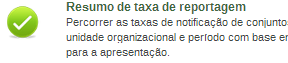 Resumo de taxa de reportagem
Percorrer as taxas de notificação de conjunto
unidade organizacional e período com base em
para a apresentação.